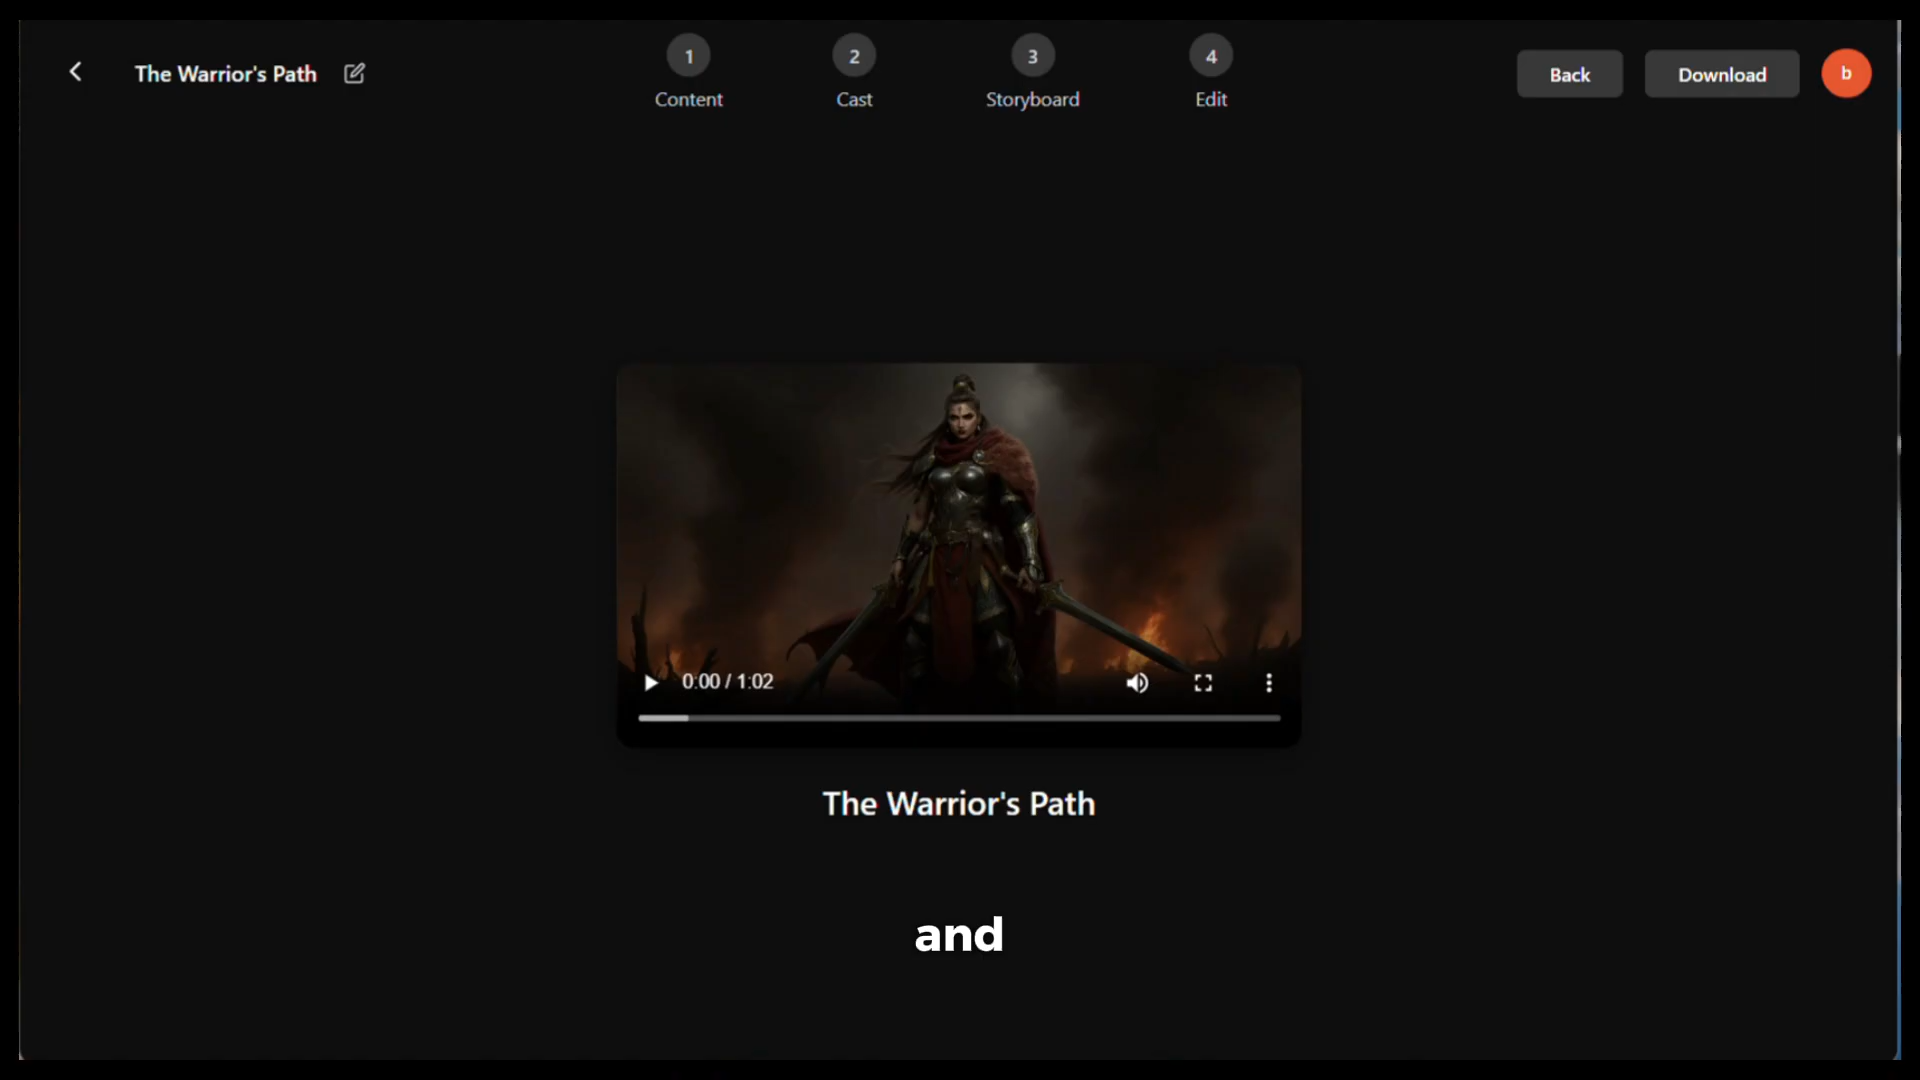 The Warrior's Path
1
Content
2
Cast
3
Storyboard
4
Edit
Back
Download
b
0:00 / 1:02
The Warrior's Path
and